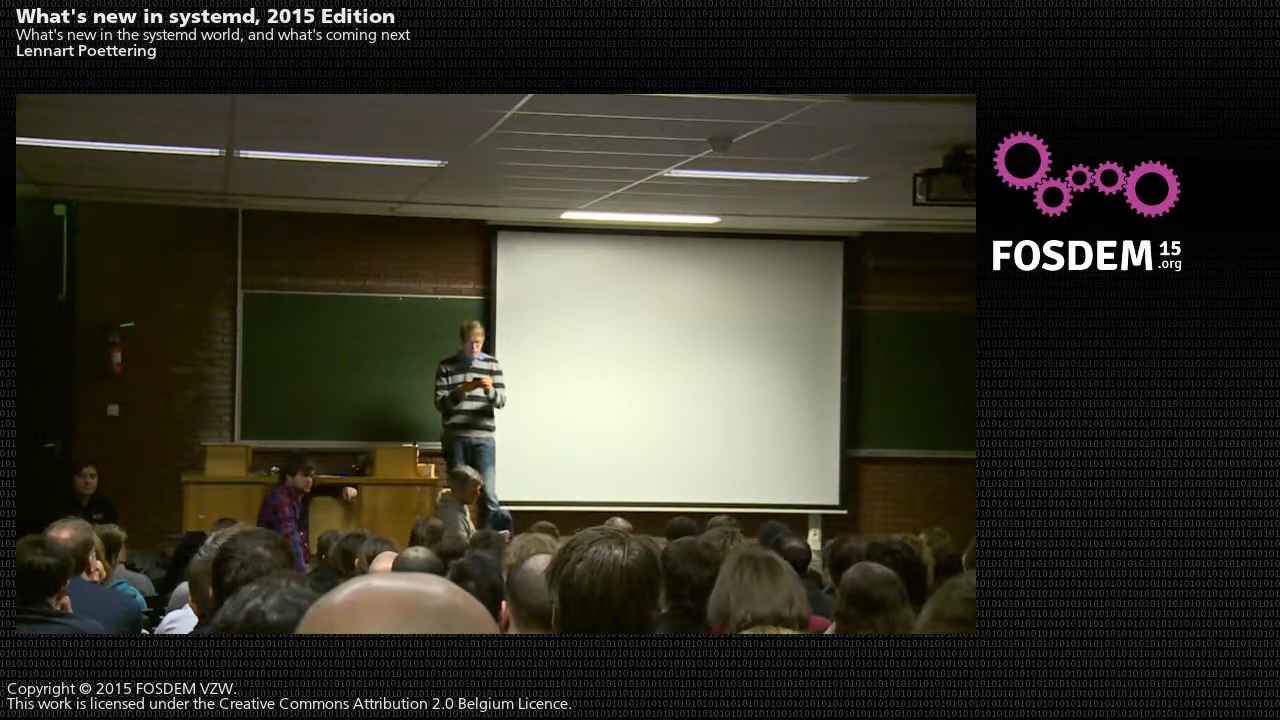 What's new in systemd, 2015 Edition
What's new in the systemd world, and what's coming next
Lennart Poettering
FOSDEM 15
.org
Copyright © 2015 FOSDEM VZW.
This work is licensed under the Creative Commons Attribution 2.0 Belgium Licence.